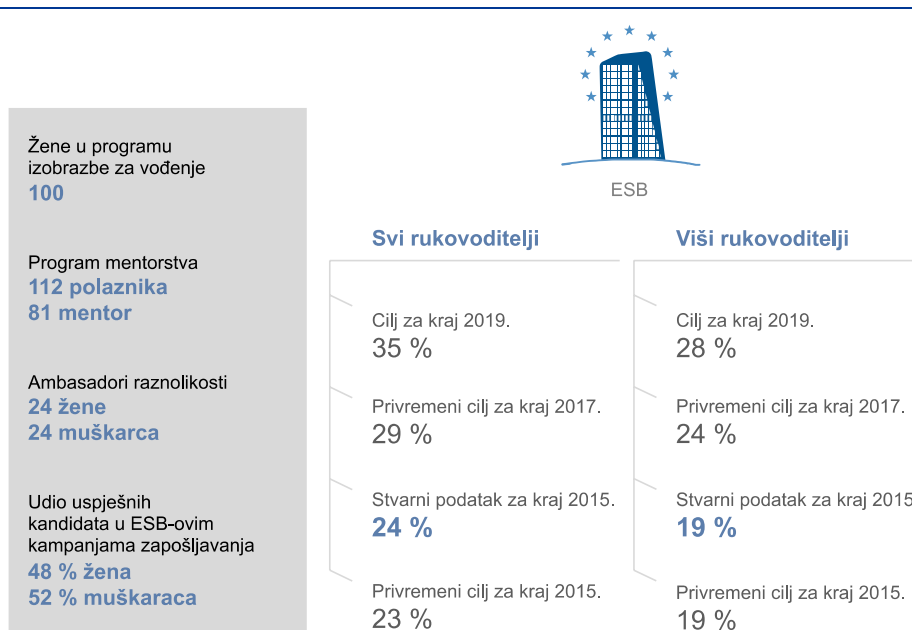 ESB
Žene u programu
izobrazbe za vođenje
100
Program mentorstva
112 polaznika
81 mentor
Ambasadori raznolikosti
24 žene
24 muškarca
Udio uspješnih
kandidata u ESB-ovim
kampanjama zapošljavanja
48 % žena
52 % muškaraca
Svi rukovoditelji
Cilj za kraj 2019.
35 %
Privremeni cilj za kraj 2017.
29 %
Stvarni podatak za kraj 2015.
24 %
Privremeni cilj za kraj 2015.
23 %
Viši rukovoditelji
Cilj za kraj 2019.
28 %
Privremeni cilj za kraj 2017.
24 %
Stvarni podatak za kraj 2015
19 %
Privremeni cilj za kraj 2015.
19 %